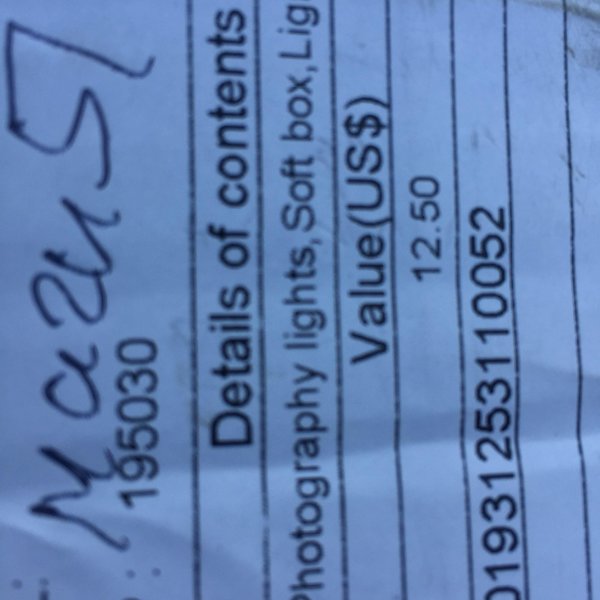 : 195030
Details of contents
Photography lights, Soft box, Lig
Value(US$)
12.50
01931253110052